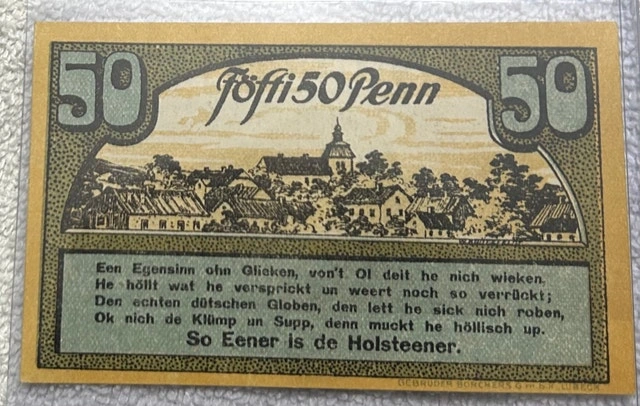 50 Föfti 50 Penn 50
Een Egensinn ohn Glieken, von't Ol deit he nich wieken.
He höllt wat he versprickt un weert noch so verrückt;
Den echten dütschen Globen, den lett he sick nich roben,
Ok nich de Klümp un Supp, denn muckt he höllisch up.
So Eener is de Holsteener.
GEBRÜDER BORCHERS G.M.B.H. LÜBECK